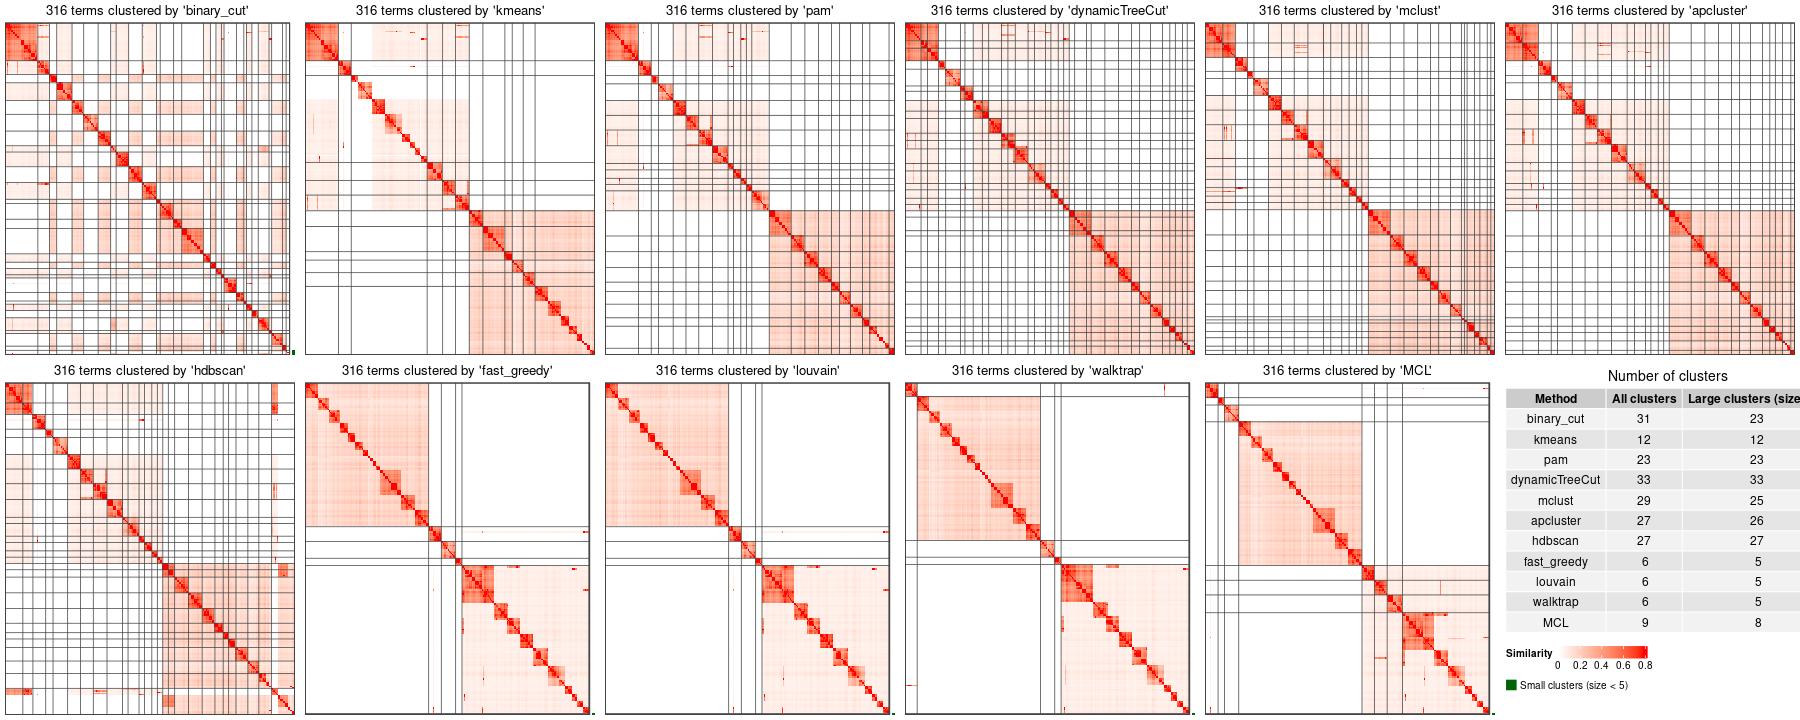 316 terms clustered by 'binary_cut'
316 terms clustered by 'kmeans'
316 terms clustered by 'pam'
316 terms clustered by 'dynamicTreeCut'
316 terms clustered by 'mclust'
316 terms clustered by 'apcluster'
316 terms clustered by 'hdbscan'
316 terms clustered by 'fast_greedy'
316 terms clustered by 'louvain'
316 terms clustered by 'walktrap'
316 terms clustered by 'MCL'
Number of clusters
Method All clusters Large clusters (size
binary_cut 31 23
kmeans 12 12
pam 23 23
dynamicTreeCut 33 33
mclust 29 25
apcluster 27 26
hdbscan 27 27
fast_greedy 6 5
louvain 6 5
walktrap 6 5
MCL 9 8
Similarity
0 0.2 0.4 0.6 0.8
Small clusters (size < 5)